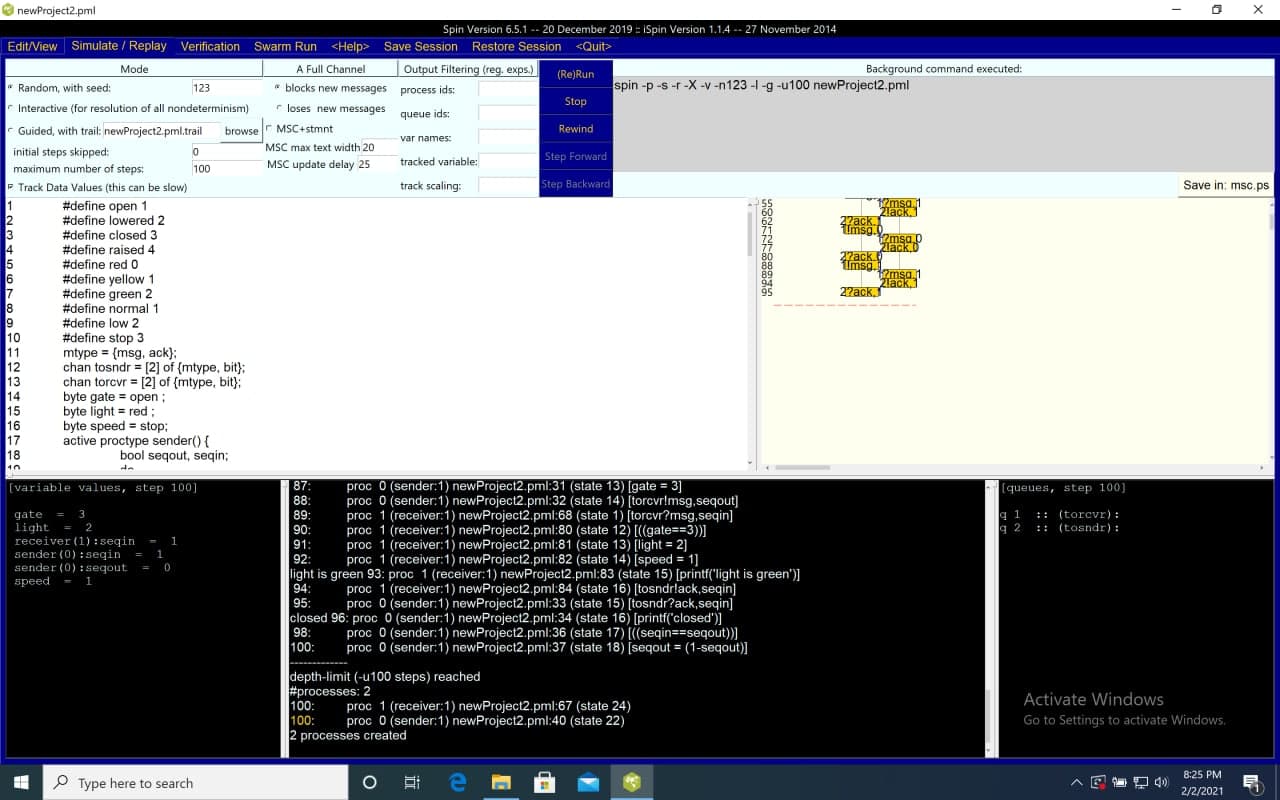 newProject2.pml
Spin Version 6.5.1 -- 20 December 2019 :: iSpin Version 1.1.4 -- 27 November 2014
Edit/View Simulate / Replay Verification Swarm Run <Help> Save Session Restore Session <Quit>
Mode
Random, with seed: 123
Interactive (for resolution of all nondeterminism)
Guided, with trail: newProject2.pml.trail browse
initial steps skipped: 0
maximum number of steps: 100
Track Data Values (this can be slow)
A Full Channel
blocks new messages
loses new messages
MSC+stmnt
MSC max text width 20
MSC update delay 25
Output Filtering (reg. exps.)
process ids:
queue ids:
var names:
tracked variable:
track scaling:
(Re)Run
Stop
Rewind
Step Forward
Step Backward
Background command executed:
spin -p -s -r -X -v -n123 -l -g -u100 newProject2.pml
Save in: msc.ps
1 #define open 1
2 #define lowered 2
3 #define closed 3
4 #define raised 4
5 #define red 0
6 #define yellow 1
7 #define green 2
8 #define normal 1
9 #define low 2
10 #define stop 3
11 mtype = {msg, ack};
12 chan tosndr = [2] of {mtype, bit};
13 chan torcvr = [2] of {mtype, bit};
14 byte gate = open ;
15 byte light = red ;
16 byte speed = stop;
17 active proctype sender() {
18 bool seqout, seqin;
19 do
55 1?msg,1
60 2!ack,1
62 2?ack,1
71 1!msg,0
72 1?msg,0
77 2!ack,0
80 2?ack,0
88 1!msg,1
89 1?msg,1
94 2!ack,1
95 2?ack,1
[variable values, step 100]
gate = 3
light = 2
receiver(1):seqin = 1
sender(0):seqin = 1
sender(0):seqout = 0
speed = 1
87: proc 0 (sender:1) newProject2.pml:31 (state 13) [gate = 3]
88: proc 0 (sender:1) newProject2.pml:32 (state 14) [torcvr!msg,seqout]
89: proc 1 (receiver:1) newProject2.pml:68 (state 1) [torcvr?msg,seqin]
90: proc 1 (receiver:1) newProject2.pml:80 (state 12) [((gate==3))]
91: proc 1 (receiver:1) newProject2.pml:81 (state 13) [light = 2]
92: proc 1 (receiver:1) newProject2.pml:82 (state 14) [speed = 1]
light is green 93: proc 1 (receiver:1) newProject2.pml:83 (state 15) [printf('light is green')]
94: proc 1 (receiver:1) newProject2.pml:84 (state 16) [tosndr!ack,seqin]
95: proc 0 (sender:1) newProject2.pml:33 (state 15) [tosndr?ack,seqin]
closed 96: proc 0 (sender:1) newProject2.pml:34 (state 16) [printf('closed')]
98: proc 0 (sender:1) newProject2.pml:36 (state 17) [((seqin==seqout))]
100: proc 0 (sender:1) newProject2.pml:37 (state 18) [seqout = (1-seqout)]
-------------
depth-limit (-u100 steps) reached
#processes: 2
100: proc 1 (receiver:1) newProject2.pml:67 (state 24)
100: proc 0 (sender:1) newProject2.pml:40 (state 22)
2 processes created
[queues, step 100]
q 1 :: (torcvr):
q 2 :: (tosndr):
Activate Windows
Go to Settings to activate Windows.
Type here to search
8:25 PM
2/2/2021
1